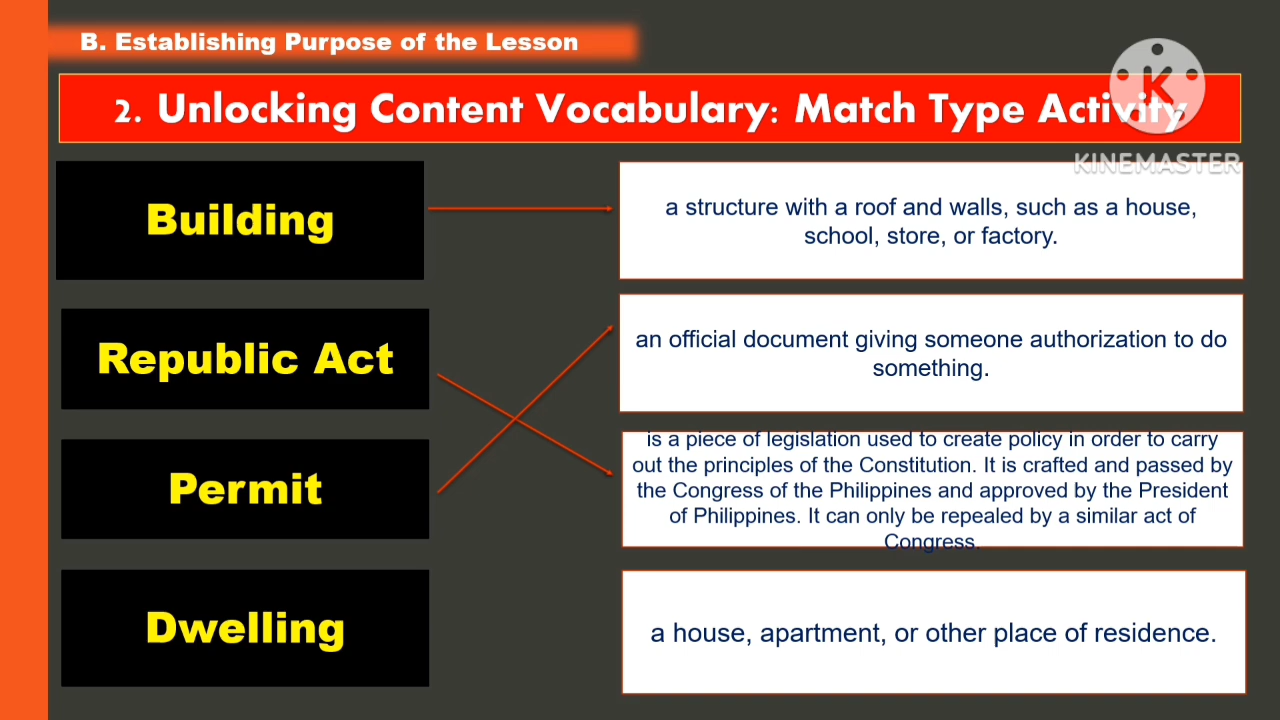 B. Establishing Purpose of the Lesson
2. Unlocking Content Vocabulary: Match Type Activity
K
KINEMASTER
Building
a structure with a roof and walls, such as a house,
school, store, or factory.
Republic Act
an official document giving someone authorization to do
something.
Permit
is a piece of legislation used to create policy in order to carry
out the principles of the Constitution. It is crafted and passed by
the Congress of the Philippines and approved by the President
of Philippines. It can only be repealed by a similar act of
Congress.
Dwelling
a house, apartment, or other place of residence.